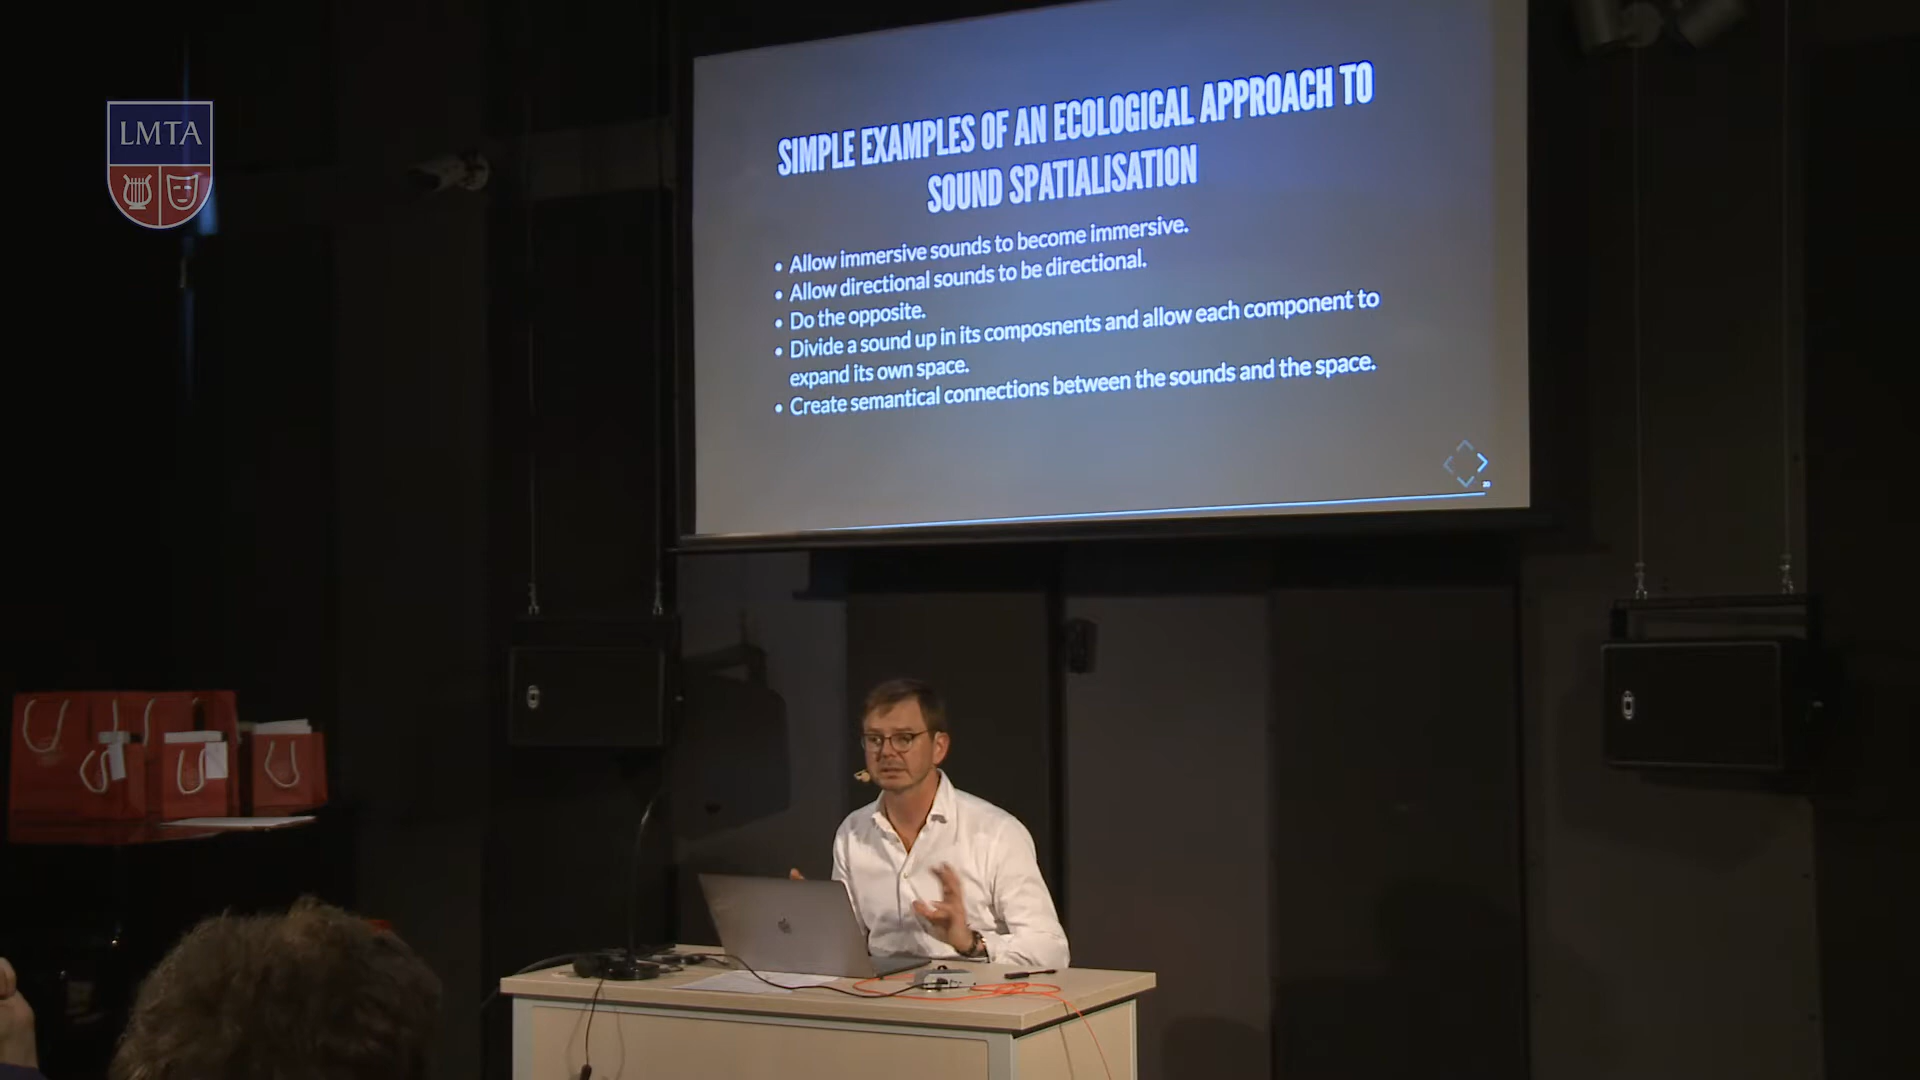 LMTA
SIMPLE EXAMPLES OF AN ECOLOGICAL APPROACH TO
SOUND SPATIALISATION
• Allow immersive sounds to become immersive.
• Allow directional sounds to be directional.
• Do the opposite.
• Divide a sound up in its composnents and allow each component to
expand its own space.
• Create semantical connections between the sounds and the space.
20